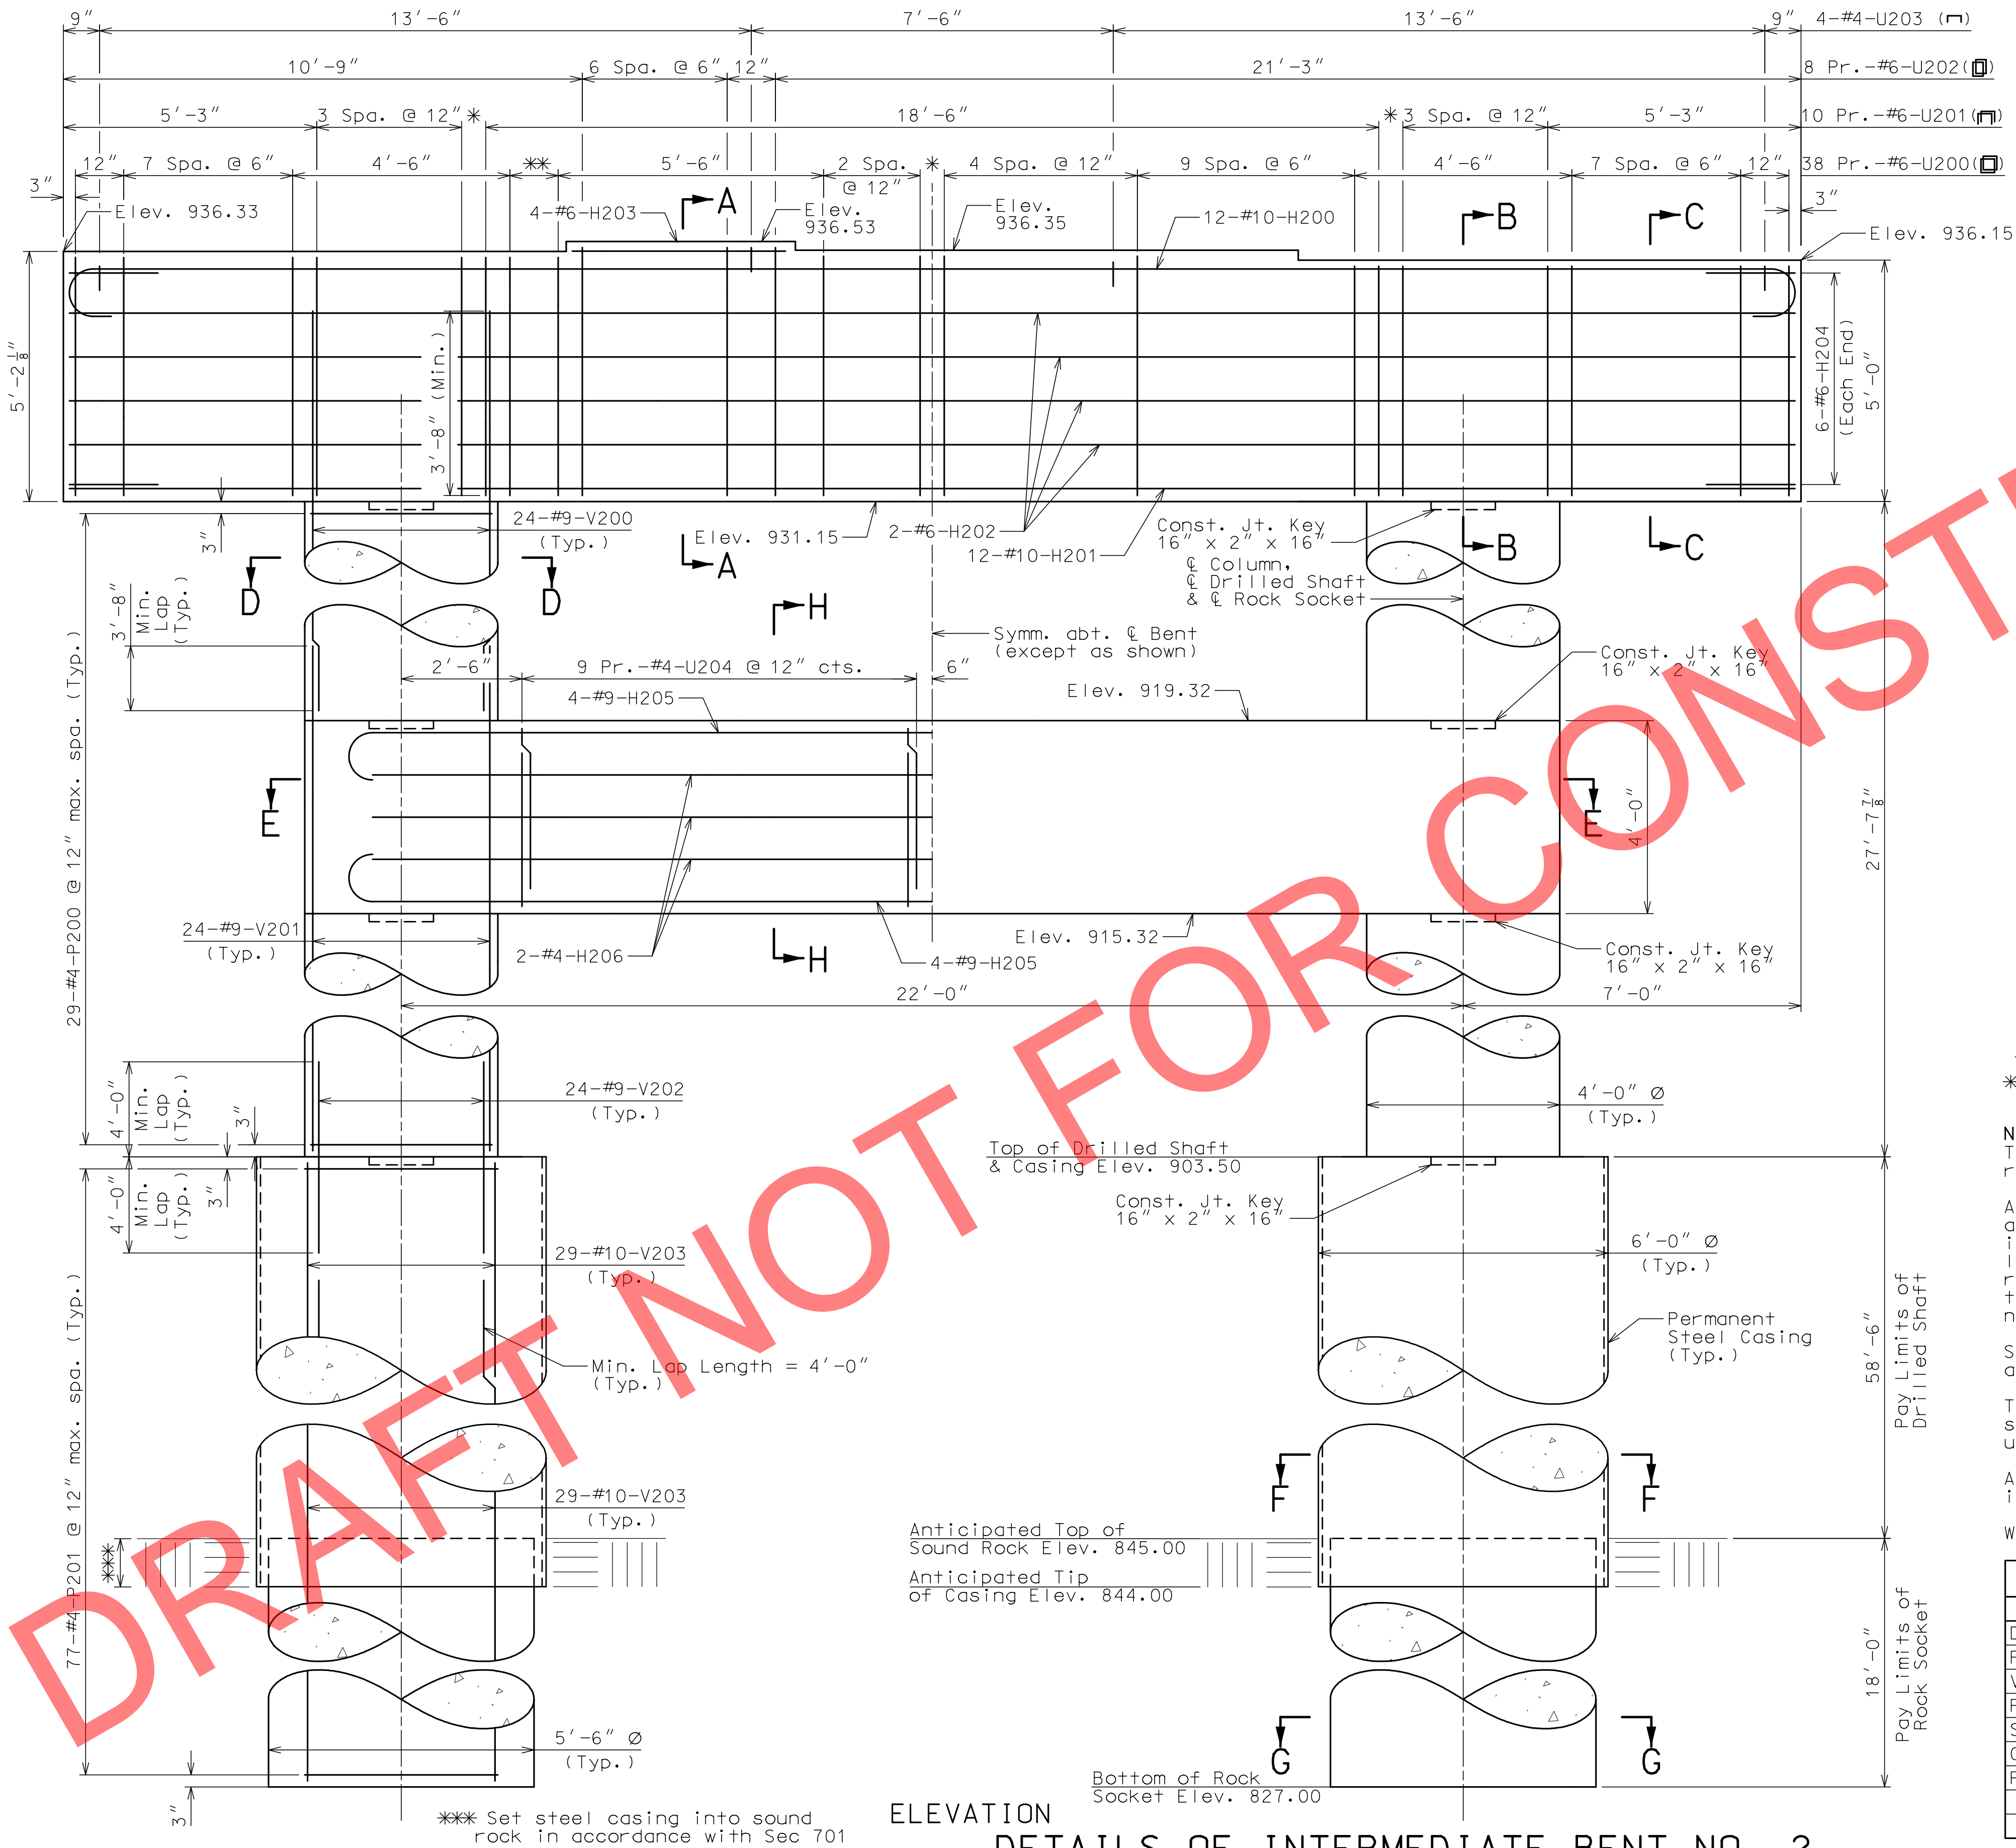 9" 13'-6" 7'-6" 13'-6" 9" 4-#4-U203 ( )
10'-9" 6 Spa. @ 6" 12" 21'-3" 8 Pr.-#6-U202( )
5'-3" 3 Spa. @ 12" * 18'-6" * 3 Spa. @ 12" 5'-3" 10 Pr.-#6-U201( )
12" 7 Spa. @ 6" 4'-6" ** 5'-6" 2 Spa. * 4 Spa. @ 12" 9 Spa. @ 6" 4'-6" 7 Spa. @ 6" 12" 38 Pr.-#6-U200( )
@ 12"
3"
3"
Elev. 936.33
4-#6-H203
A
Elev.
936.53
Elev.
936.35
12-#10-H200
B
C
Elev. 936.15
5'-2 1/8"
3'-8" (Min.)
6-#6-H204
(Each End)
5'-0"
3"
24-#9-V200
(Typ.)
Elev. 931.15
2-#6-H202
12-#10-H201
Const. Jt. Key
16" x 2" x 16"
A
B
C
D
D
℄ Column,
℄ Drilled Shaft
& ℄ Rock Socket
3'-8"
Min.
Lap
(Typ.)
H
Symm. abt. ℄ Bent
(except as shown)
2'-6" 9 Pr.-#4-U204 @ 12" cts. 6"
4-#9-H205
Elev. 919.32
Const. Jt. Key
16" x 2" x 16"
29-#4-P200 @ 12" max. spa. (Typ.)
E
E
4'-0"
27'-7 7/8"
24-#9-V201
(Typ.)
2-#4-H206
H
4-#9-H205
Elev. 915.32
Const. Jt. Key
16" x 2" x 16"
22'-0"
7'-0"
4'-0"
Min.
Lap
(Typ.)
3"
24-#9-V202
(Typ.)
4'-0" Ø
(Typ.)
Top of Drilled Shaft
& Casing Elev. 903.50
4'-0"
Min.
Lap
(Typ.)
3"
Const. Jt. Key
16" x 2" x 16"
29-#10-V203
(Typ.)
6'-0" Ø
(Typ.)
Permanent
Steel Casing
(Typ.)
58'-6"
Pay Limits of
Drilled Shaft
Min. Lap Length = 4'-0"
(Typ.)
77-#4-P201 @ 12" max. spa. (Typ.)
F
F
29-#10-V203
(Typ.)
***
Anticipated Top of
Sound Rock Elev. 845.00
Anticipated Tip
of Casing Elev. 844.00
18'-0"
Pay Limits of
Rock Socket
5'-6" Ø
(Typ.)
G
G
3"
Bottom of Rock
Socket Elev. 827.00
*** Set steel casing into sound
rock in accordance with Sec 701
ELEVATION
DETAILS OF INTERMEDIATE BENT NO. 2
DRAFT NOT FOR CONST